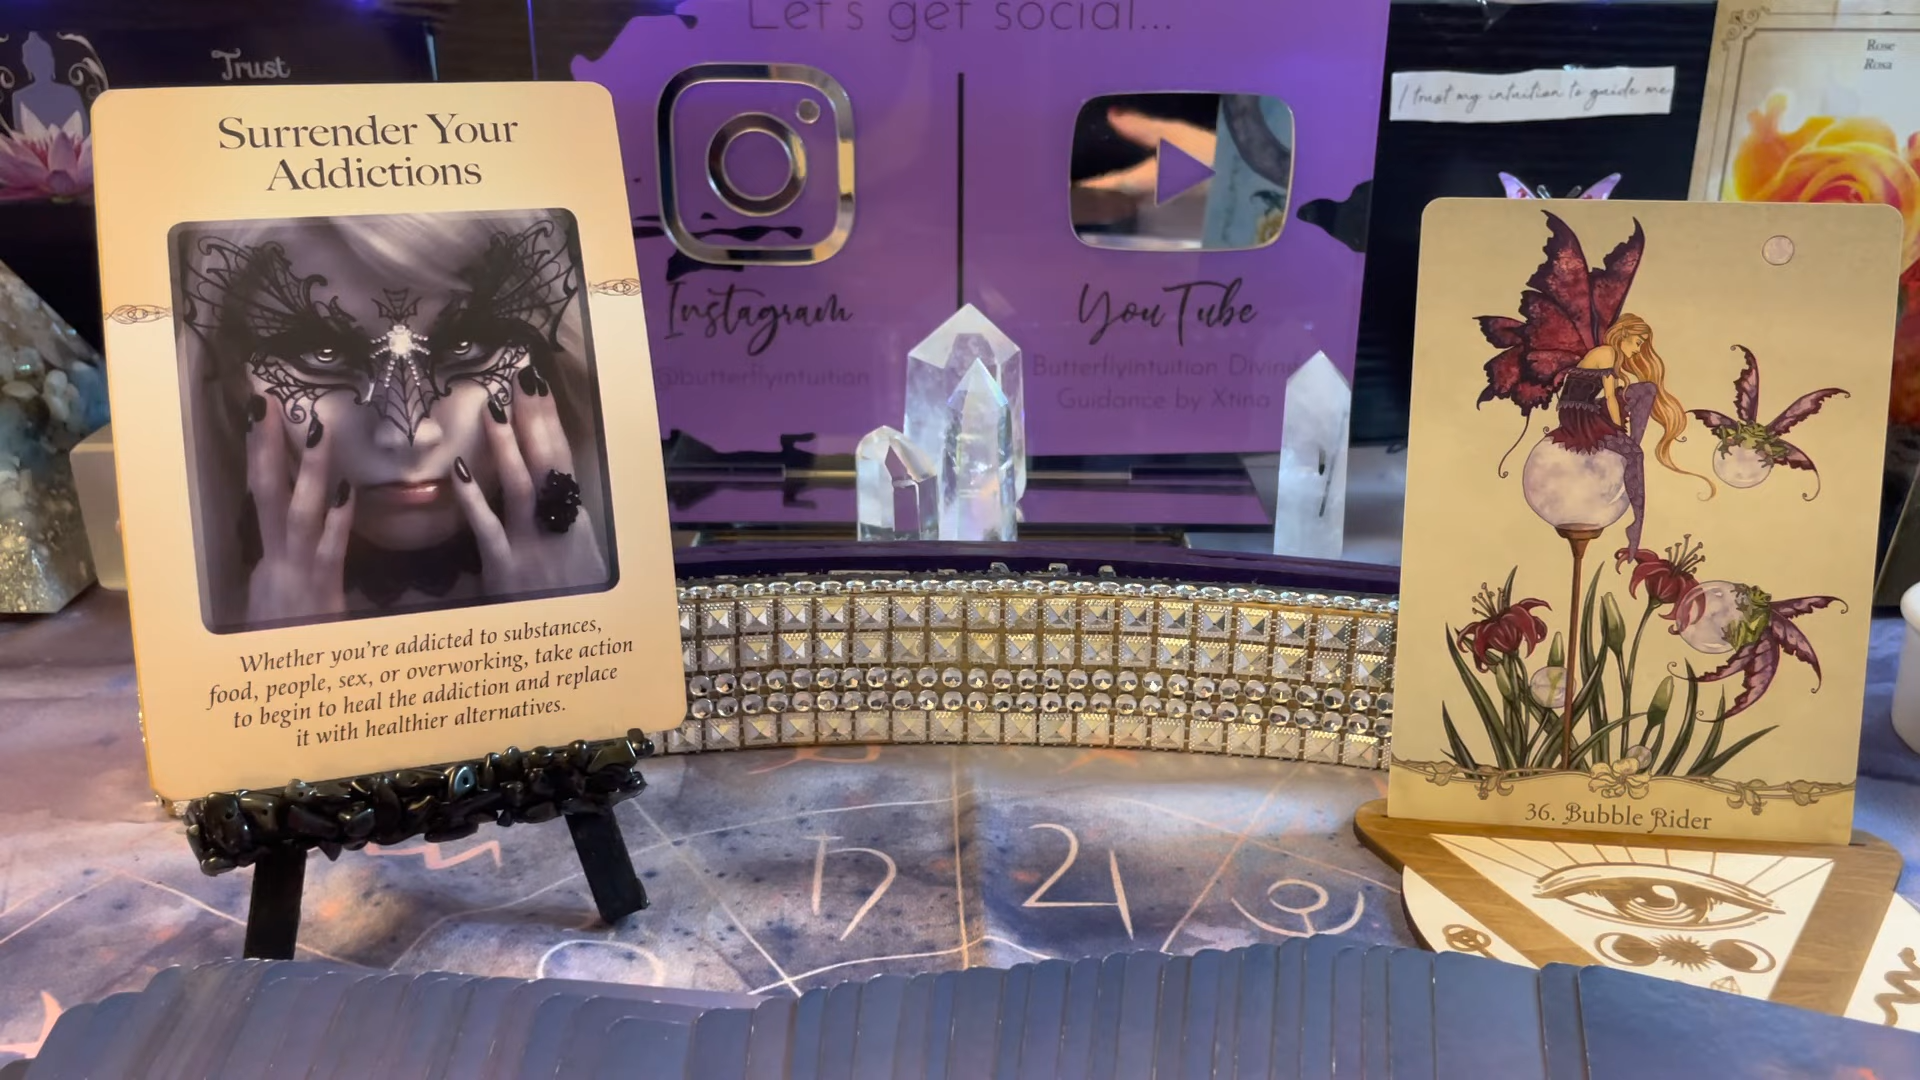 Let's get social...
Trust
Surrender Your
Addictions
Whether you're addicted to substances,
food, people, sex, or overworking, take action
to begin to heal the addiction and replace
it with healthier alternatives.
Instagram
@butterflyintuition
YouTube
Butterflyintuition Divine
Guidance by Xtina
I trust my intuition to guide me
Rose
Rosa
36. Bubble Rider